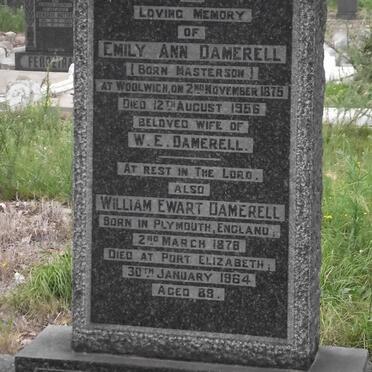 LOVING MEMORY
OF
EMILY ANN DAMERELL
(BORN MASTERSON)
AT WOOLWICH, ON 2ND NOVEMBER 1875
DIED 12TH AUGUST 1956
BELOVED WIFE OF
W. E. DAMERELL.
AT REST IN THE LORD.
ALSO
WILLIAM EWART DAMERELL
BORN IN PLYMOUTH, ENGLAND,
2ND MARCH 1878
DIED AT PORT ELIZABETH,
30TH JANUARY 1964
AGED 89.